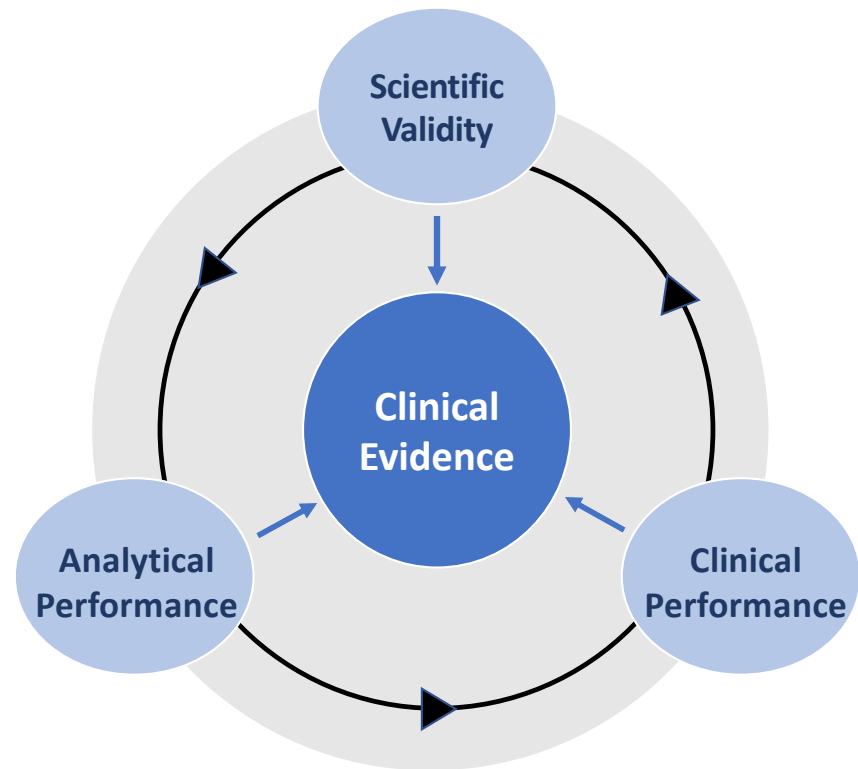 Scientific
Validity
Clinical
Evidence
Analytical
Performance
Clinical
Performance